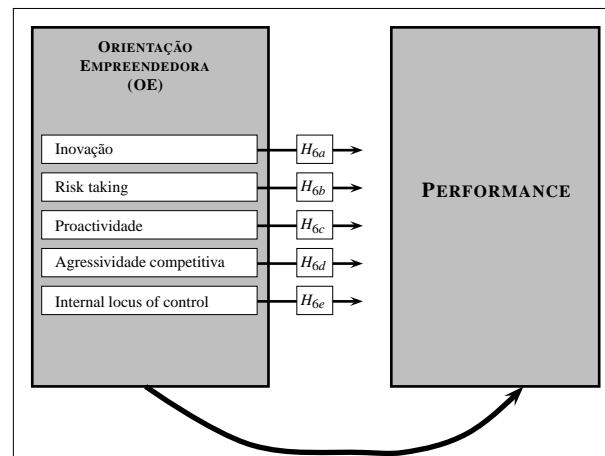 ORIENTAÇÃO
EMPREENDEDORA
(OE)
Inovação H6a
Risk taking H6b
Proactividade H6c
Agressividade competitiva H6d
Internal locus of control H6e
PERFORMANCE